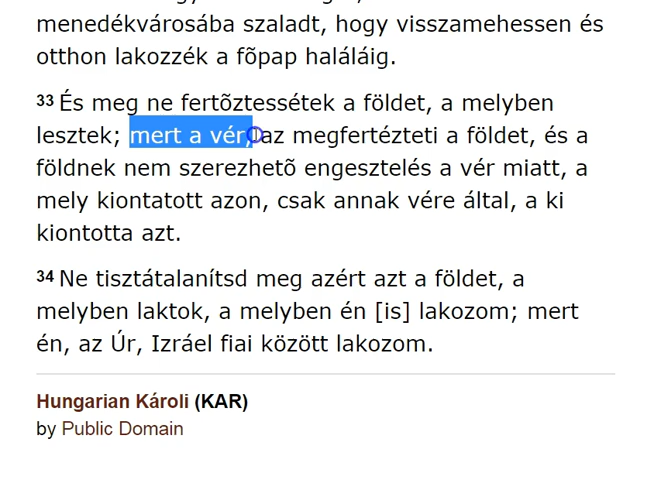 menedékvárosába szaladt, hogy visszamehessen és
otthon lakozzék a fõpap haláláig.
33 És meg ne fertõztessétek a földet, a melyben
lesztek; mert a vér, az megfertézteti a földet, és a
földnek nem szerezhetõ engesztelés a vér miatt, a
mely kiontatott azon, csak annak vére által, a ki
kiontotta azt.
34 Ne tisztátalanítsd meg azért azt a földet, a
melyben laktok, a melyben én [is] lakozom; mert
én, az Úr, Izráel fiai között lakozom.
Hungarian Károli (KAR)
by Public Domain